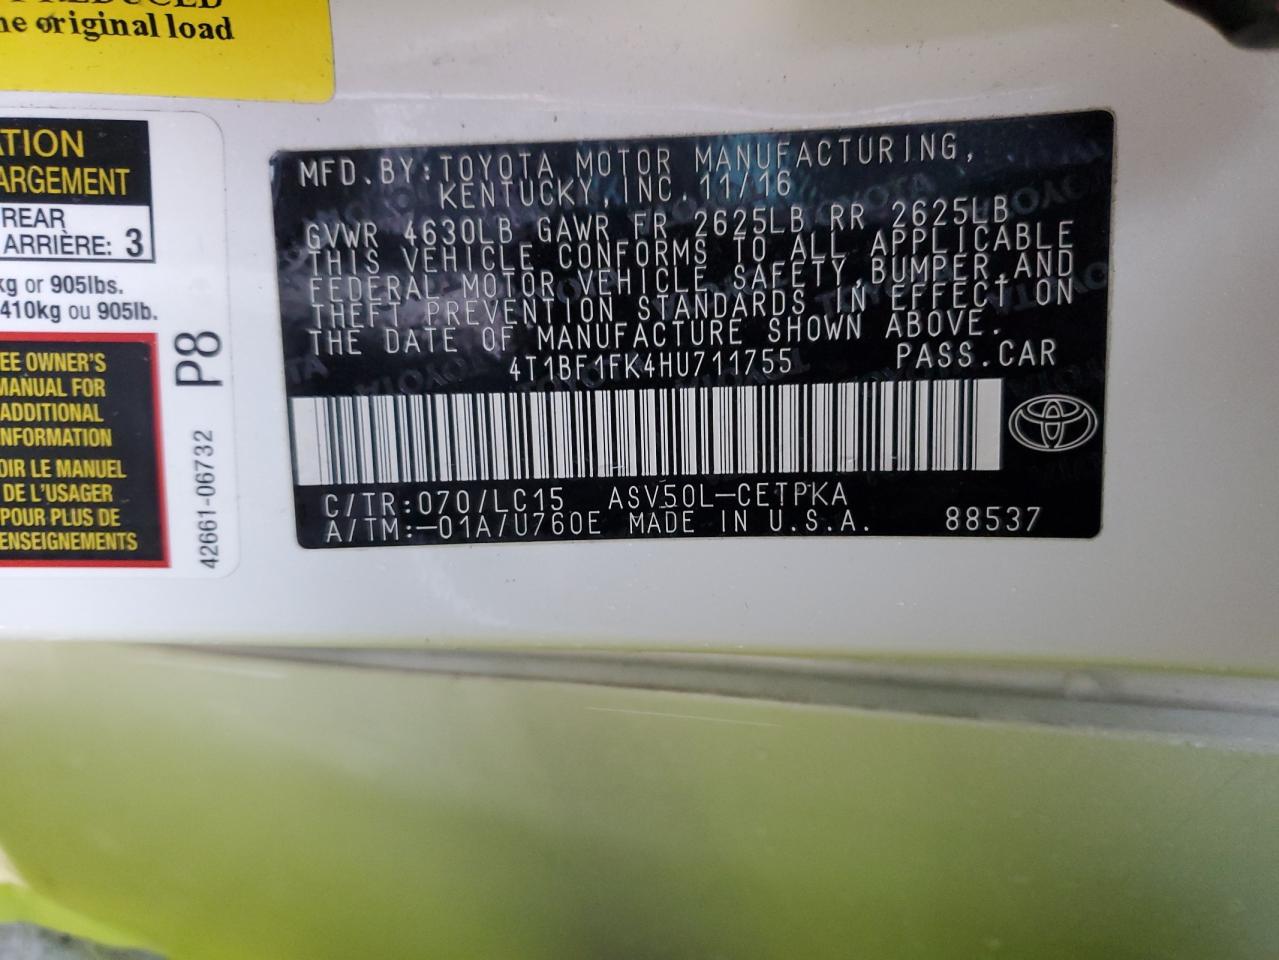 REDUCED
he original load
ATION
ARGEMENT
REAR
ARRIÈRE: 3
kg or 905lbs.
410kg ou 905lb.
EE OWNER'S
MANUAL FOR
ADDITIONAL
NFORMATION
OIR LE MANUEL
DE L'USAGER
POUR PLUS DE
ENSEIGNEMENTS
P8
42661-06732
MFD. BY: TOYOTA MOTOR MANUFACTURING,
KENTUCKY, INC. 11/16
GVWR 4630LB GAWR FR 2625LB RR 2625LB
THIS VEHICLE CONFORMS TO ALL APPLICABLE
FEDERAL MOTOR VEHICLE SAFETY, BUMPER, AND
THEFT PREVENTION STANDARDS IN EFFECT ON
THE DATE OF MANUFACTURE SHOWN ABOVE.
4T1BF1FK4HU711755 PASS. CAR
C/TR: 070/LC15 ASV50L-CETPKA
A/TM: -01A/U760E MADE IN U.S.A. 88537